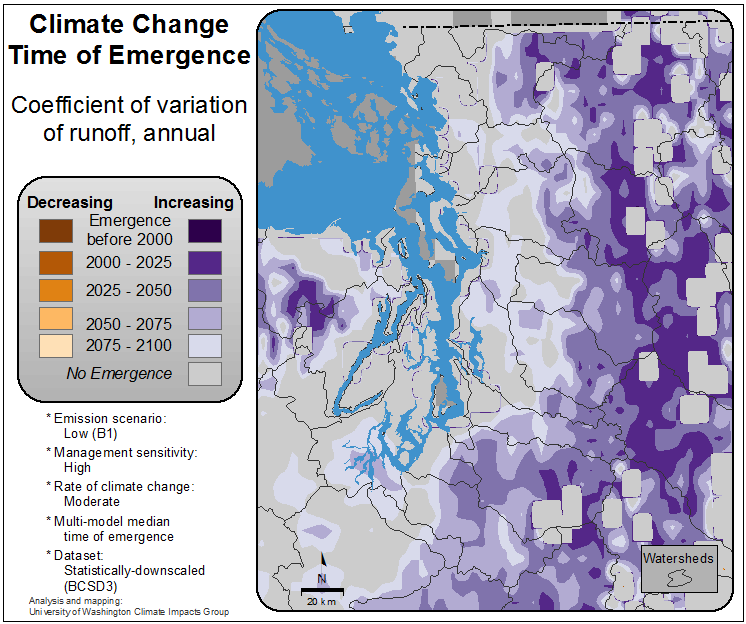 Climate Change
Time of Emergence
Coefficient of variation
of runoff, annual
Decreasing Increasing
Emergence
before 2000
2000 - 2025
2025 - 2050
2050 - 2075
2075 - 2100
No Emergence
* Emission scenario:
Low (B1)
* Management sensitivity:
High
* Rate of climate change:
Moderate
* Multi-model median
time of emergence
* Dataset:
Statistically-downscaled
(BCSD3)
Analysis and mapping:
University of Washington Climate Impacts Group
N
20 km
Watersheds